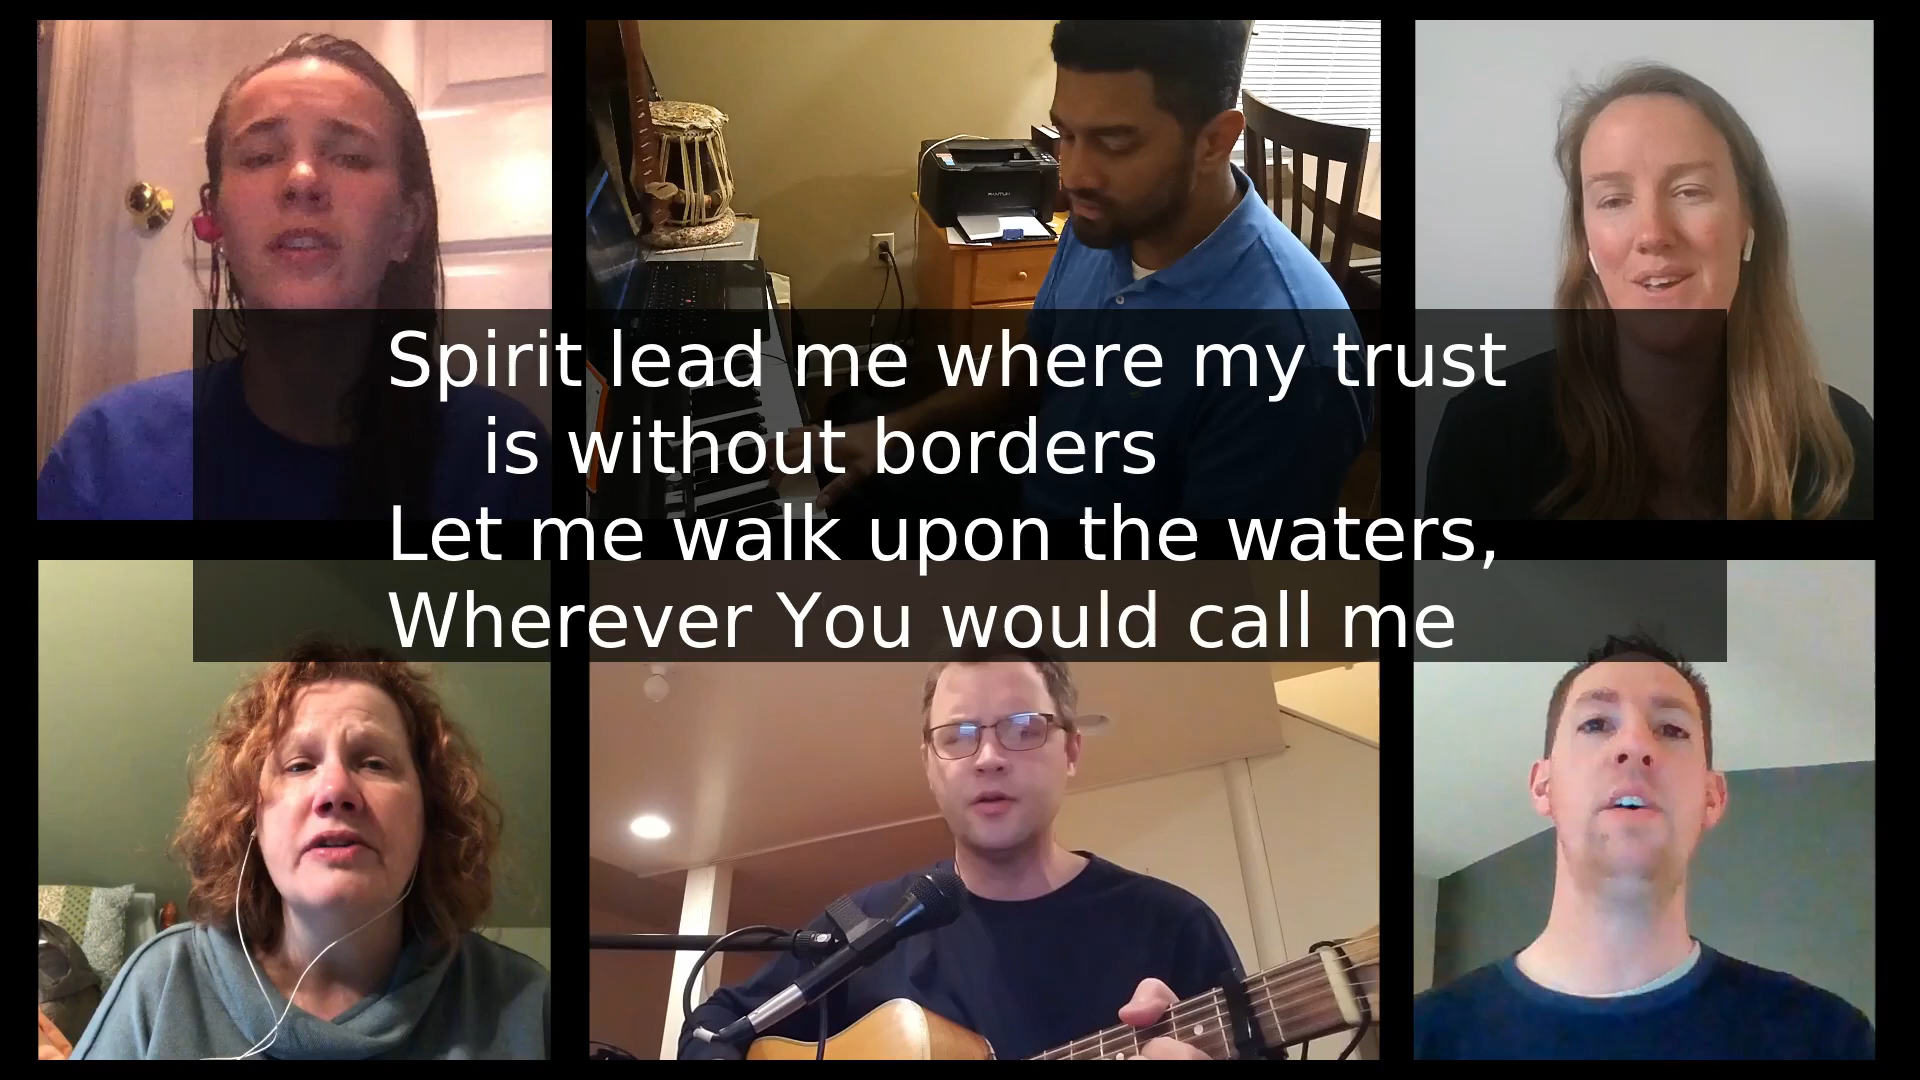 PANTUM
Spirit lead me where my trust
is without borders
Let me walk upon the waters,
Wherever You would call me